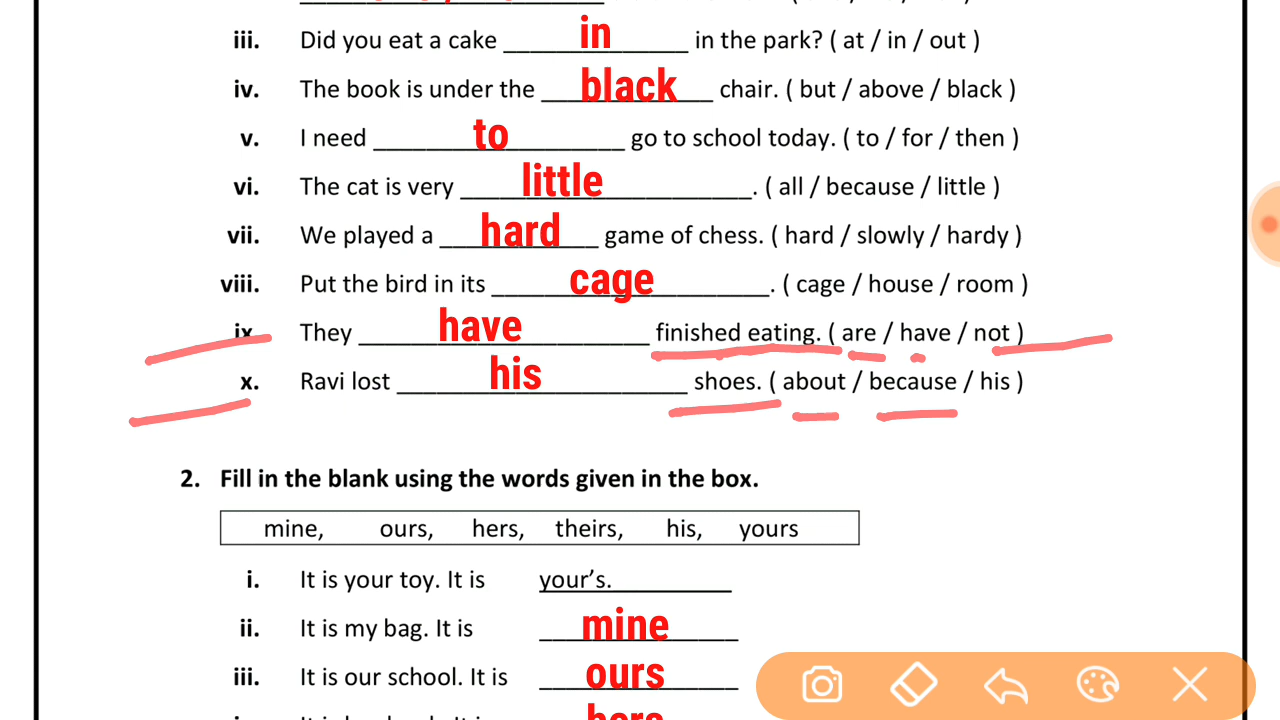 iii. Did you eat a cake in in the park? ( at / in / out )
iv. The book is under the black chair. ( but / above / black )
v. I need to go to school today. ( to / for / then )
vi. The cat is very little. ( all / because / little )
vii. We played a hard game of chess. ( hard / slowly / hardy )
viii. Put the bird in its cage. ( cage / house / room )
ix. They have finished eating. ( are / have / not )
x. Ravi lost his shoes. ( about / because / his )
2. Fill in the blank using the words given in the box.
mine, ours, hers, theirs, his, yours
i. It is your toy. It is your's.
ii. It is my bag. It is mine
iii. It is our school. It is ours